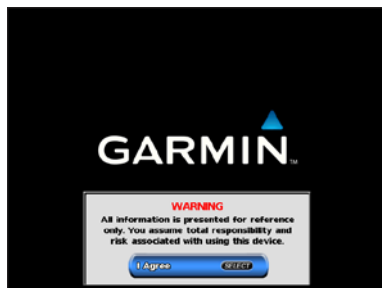 GARMIN™
WARNING
All information is presented for reference
only. You assume total responsibility and
risk associated with using this device.
I Agree SELECT